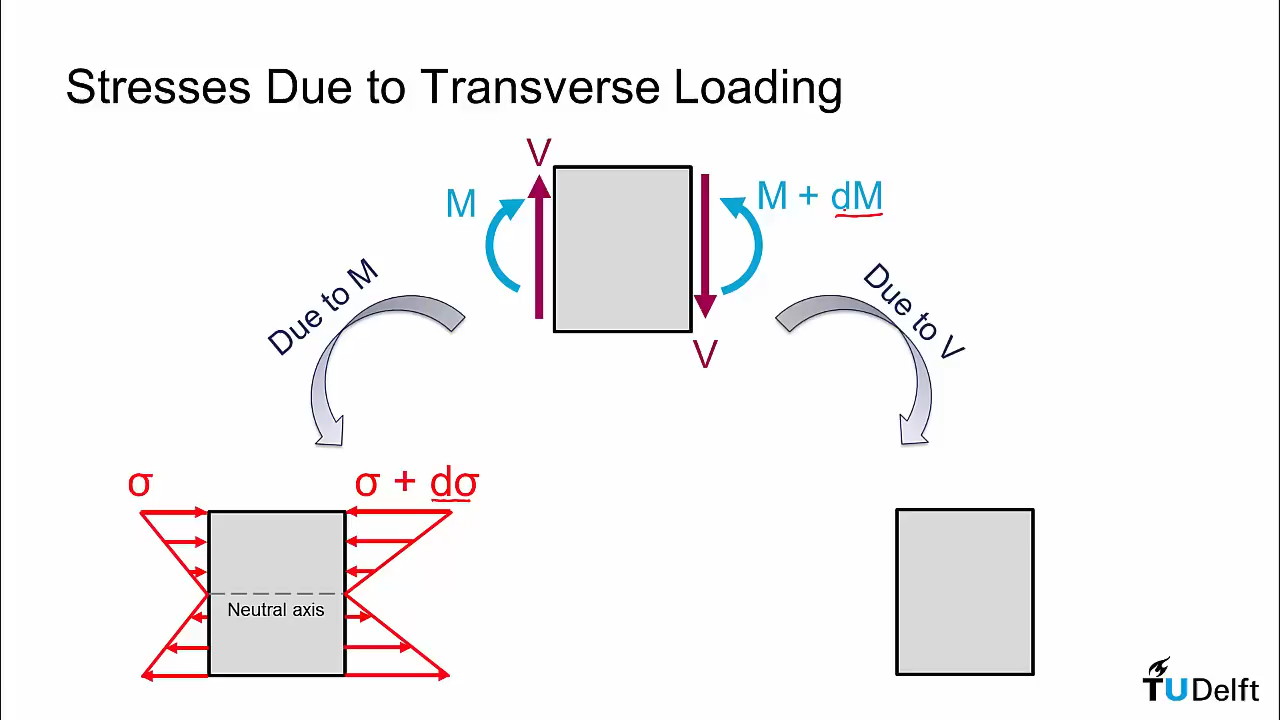 Stresses Due to Transverse Loading
V
M
M + dM
V
Due to M
Due to V
σ
σ + dσ
Neutral axis
TUDelft